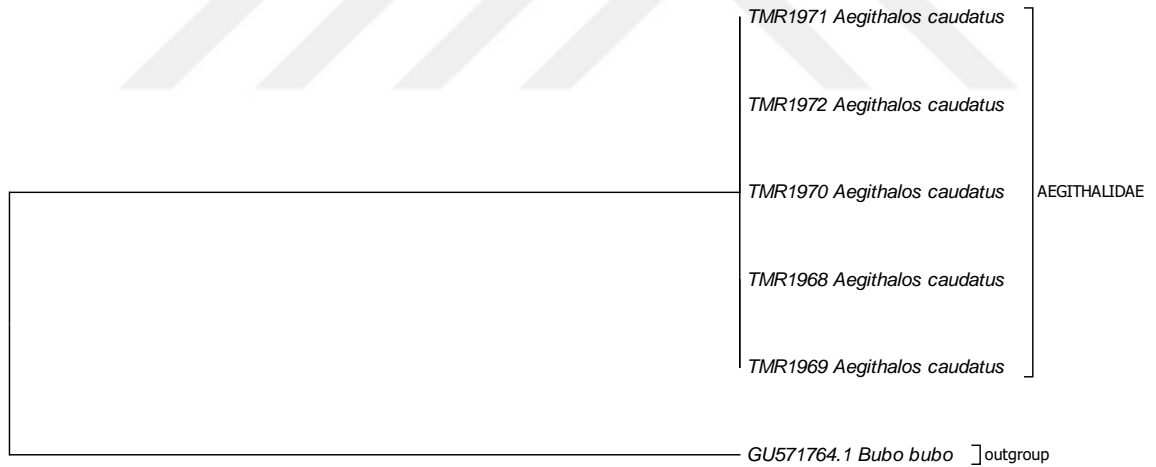 TMR1971 Aegithalos caudatus
TMR1972 Aegithalos caudatus
TMR1970 Aegithalos caudatus
AEGITHALIDAE
TMR1968 Aegithalos caudatus
TMR1969 Aegithalos caudatus
GU571764.1 Bubo bubo
outgroup